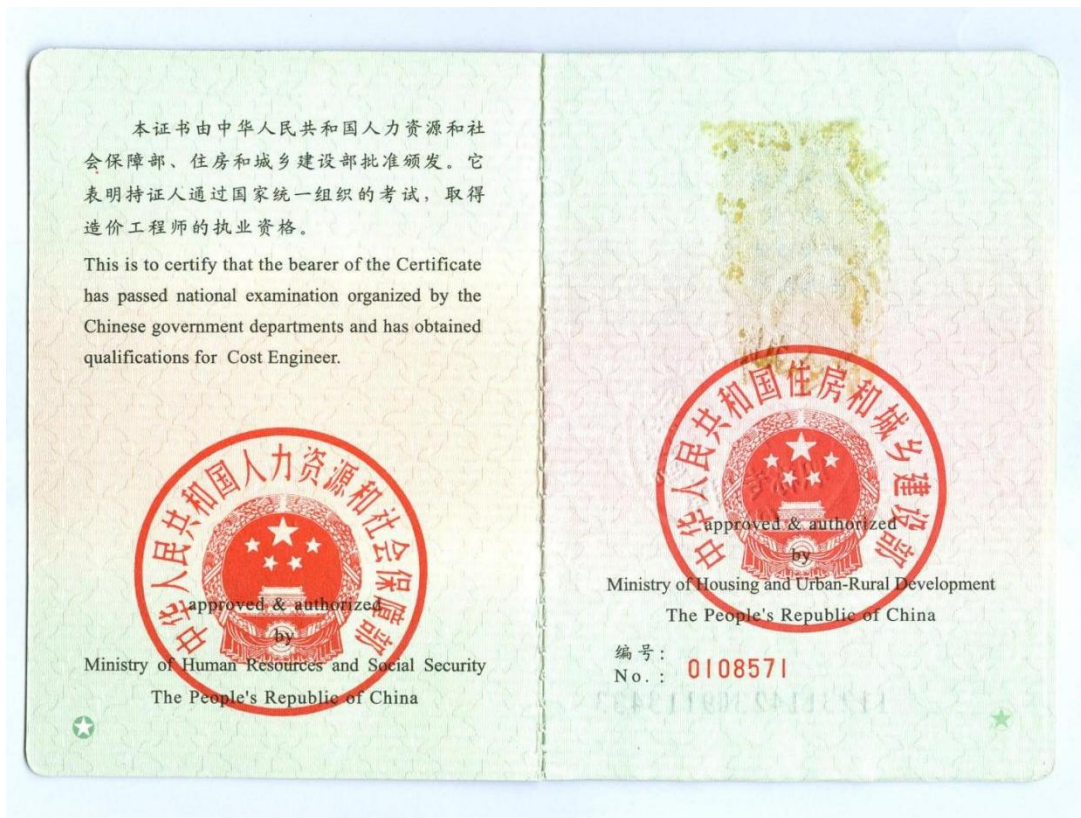 本证书由中华人民共和国人力资源和社
会保障部、住房和城乡建设部批准颁发。它
表明持证人通过国家统一组织的考试，取得
造价工程师的执业资格。
This is to certify that the bearer of the Certificate
has passed national examination organized by the
Chinese government departments and has obtained
qualifications for Cost Engineer.
中华人民共和国人力资源和社会保障部
approved & authorized
by
Ministry of Human Resources and Social Security
The People's Republic of China
中华人民共和国住房和城乡建设部
approved & authorized
by
Ministry of Housing and Urban-Rural Development
The People's Republic of China
编号：
No.： 0108571